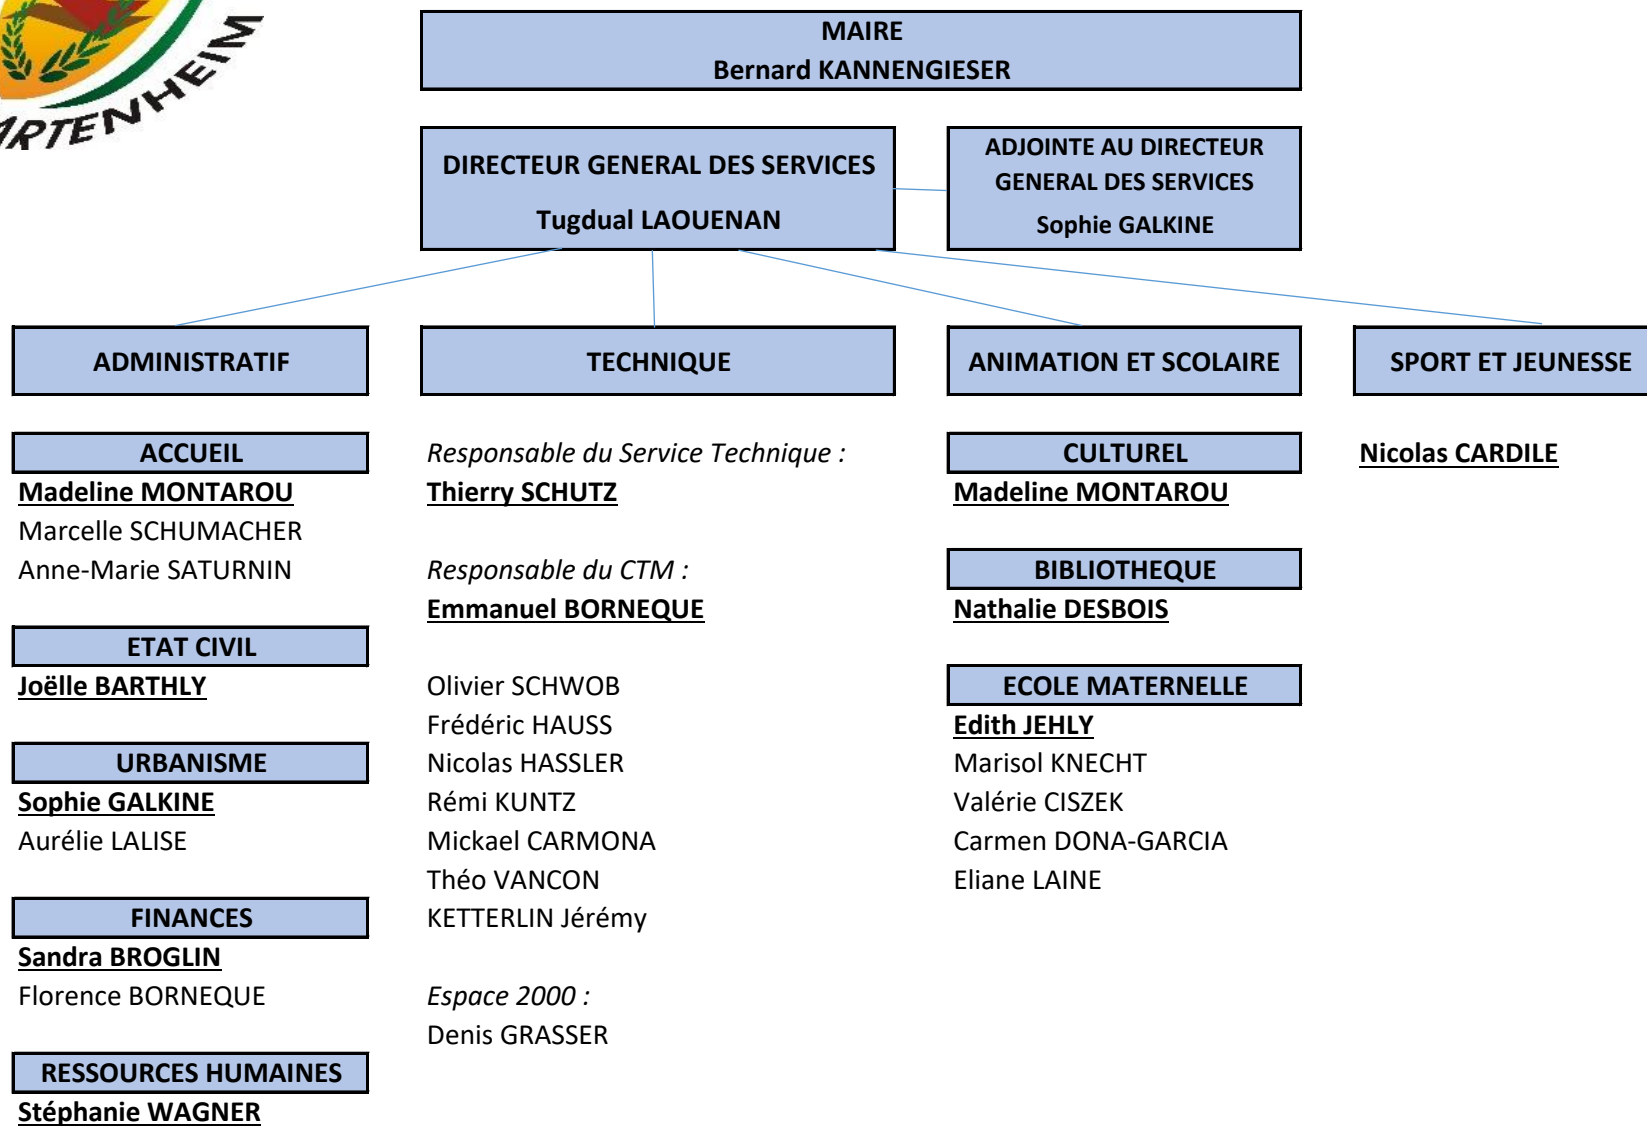 ARTENHEIM
MAIRE
Bernard KANNENGIESER
DIRECTEUR GENERAL DES SERVICES
Tugdual LAOUENAN
ADJOINTE AU DIRECTEUR
GENERAL DES SERVICES
Sophie GALKINE
ADMINISTRATIF
TECHNIQUE
ANIMATION ET SCOLAIRE
SPORT ET JEUNESSE
ACCUEIL
Madeline MONTAROU
Marcelle SCHUMACHER
Anne-Marie SATURNIN
ETAT CIVIL
Joëlle BARTHLY
URBANISME
Sophie GALKINE
Aurélie LALISE
FINANCES
Sandra BROGLIN
Florence BORNEQUE
RESSOURCES HUMAINES
Stéphanie WAGNER
Responsable du Service Technique :
Thierry SCHUTZ
Responsable du CTM :
Emmanuel BORNEQUE
Olivier SCHWOB
Frédéric HAUSS
Nicolas HASSLER
Rémi KUNTZ
Mickael CARMONA
Théo VANCON
KETTERLIN Jérémy
Espace 2000 :
Denis GRASSER
CULTUREL
Madeline MONTAROU
BIBLIOTHEQUE
Nathalie DESBOIS
ECOLE MATERNELLE
Edith JEHLY
Marisol KNECHT
Valérie CISZEK
Carmen DONA-GARCIA
Eliane LAINE
Nicolas CARDILE